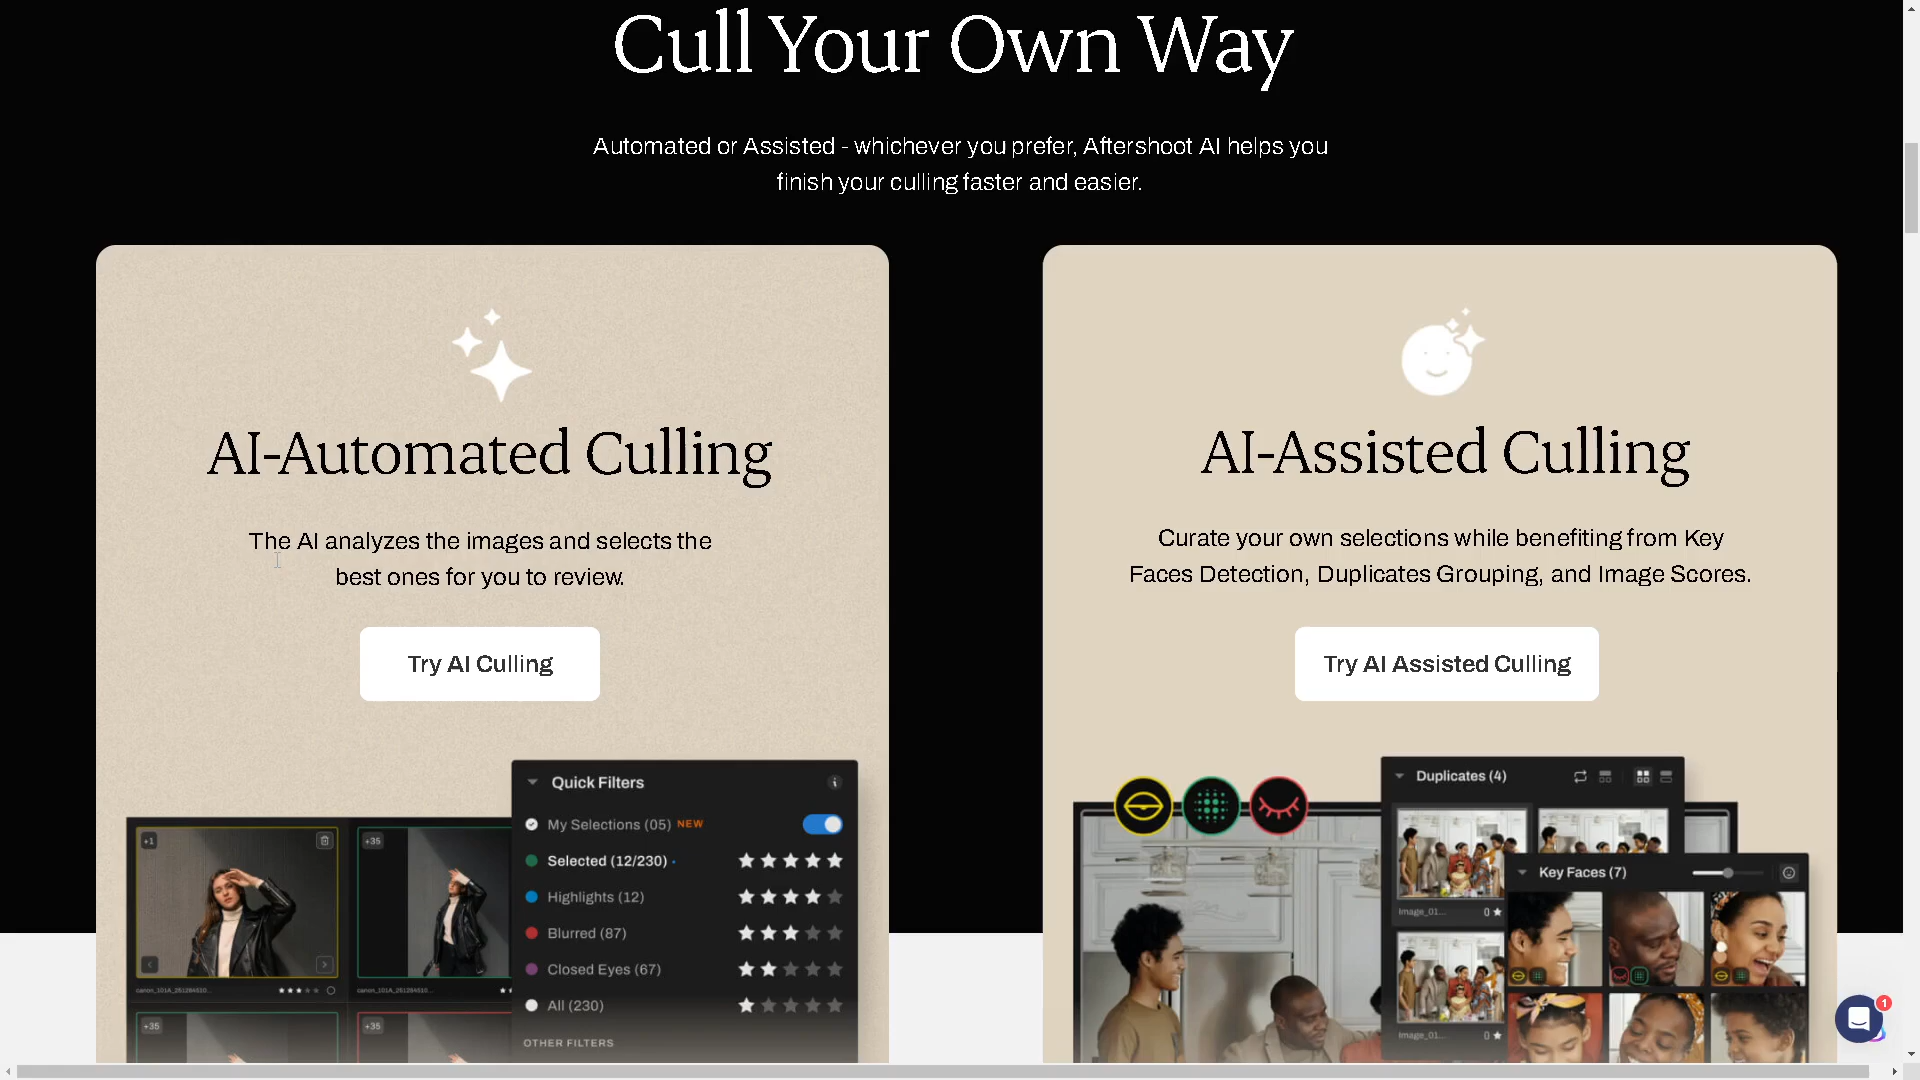 Cull Your Own Way
Automated or Assisted - whichever you prefer, Aftershoot AI helps you
finish your culling faster and easier.
AI-Automated Culling
The AI analyzes the images and selects the
best ones for you to review.
Try AI Culling
Quick Filters
My Selections (05) NEW
Selected (12/230)
Highlights (12)
Blurred (87)
Closed Eyes (67)
All (230)
OTHER FILTERS
+1
+35
+35
+35
AI-Assisted Culling
Curate your own selections while benefiting from Key
Faces Detection, Duplicates Grouping, and Image Scores.
Try AI Assisted Culling
Duplicates (4)
Image_01...
0
Key Faces (7)
Image_01...
0
1